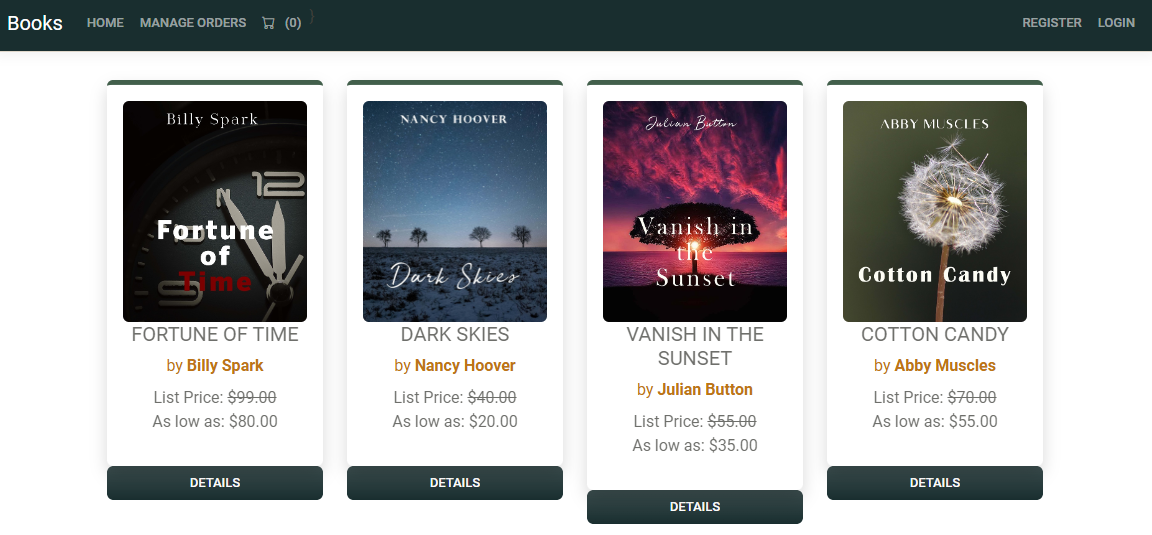 Books HOME MANAGE ORDERS (0) } REGISTER LOGIN
Billy Spark
Fortune
of
Time
FORTUNE OF TIME
by Billy Spark
List Price: $99.00
As low as: $80.00
DETAILS
NANCY HOOVER
Dark Skies
DARK SKIES
by Nancy Hoover
List Price: $40.00
As low as: $20.00
DETAILS
Julian Button
Vanish in
the
Sunset
VANISH IN THE
SUNSET
by Julian Button
List Price: $55.00
As low as: $35.00
DETAILS
ABBY MUSCLES
Cotton Candy
COTTON CANDY
by Abby Muscles
List Price: $70.00
As low as: $55.00
DETAILS